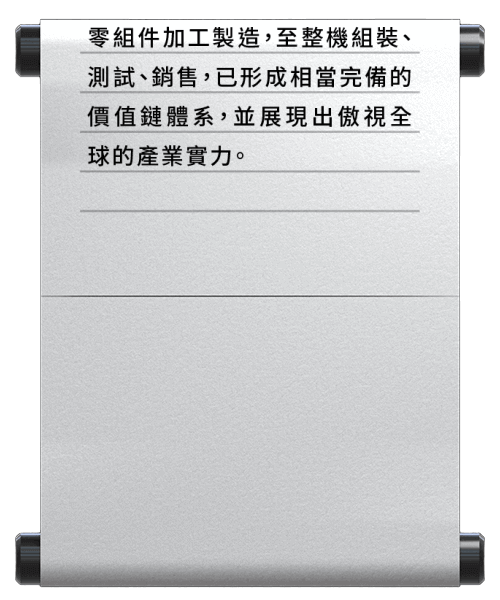 零組件加工製造，至整機組裝、
測試、銷售，已形成相當完備的
價值鏈體系，並展現出傲視全
球的產業實力。